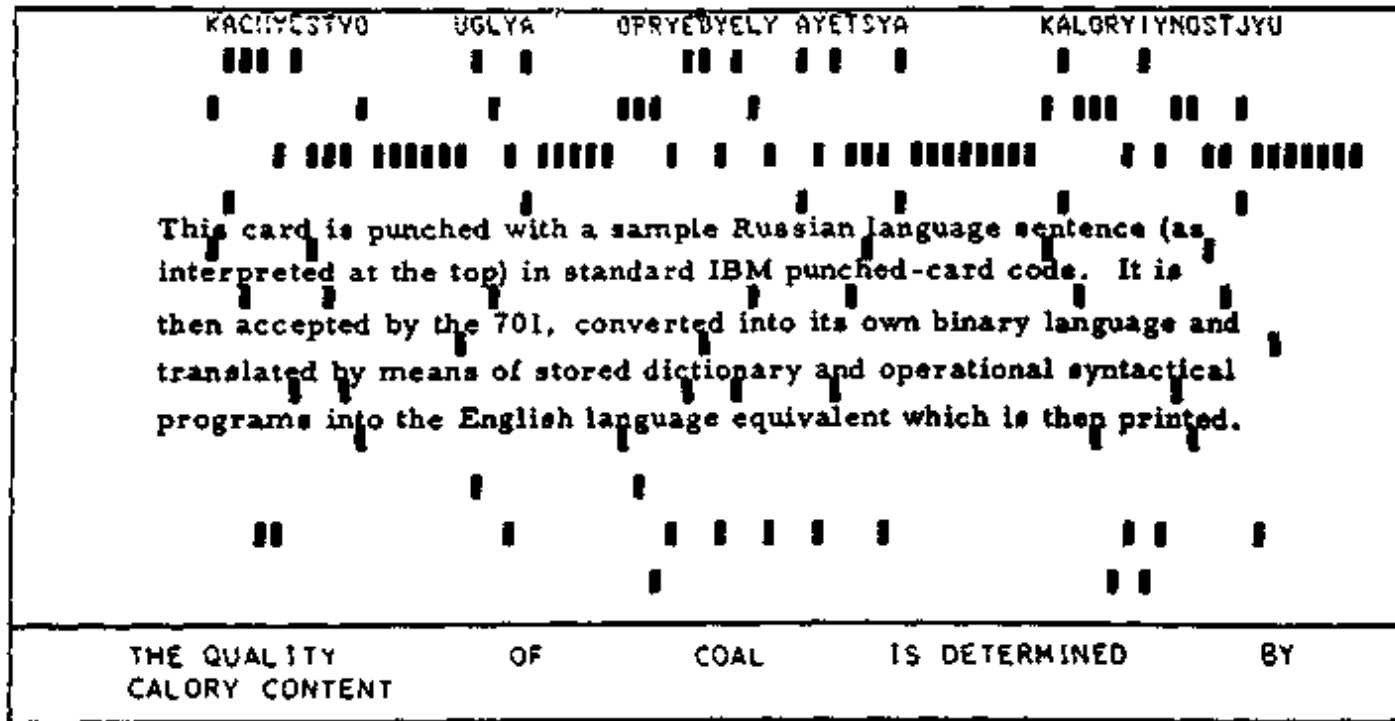 KACHYESTVO UGLYA OPRYEDYELY AYETSYA KALORYIYNOSTJYU
This card is punched with a sample Russian language sentence (as
interpreted at the top) in standard IBM punched-card code. It is
then accepted by the 701, converted into its own binary language and
translated by means of stored dictionary and operational syntactical
programs into the English language equivalent which is then printed.
THE QUALITY OF COAL IS DETERMINED BY
CALORY CONTENT